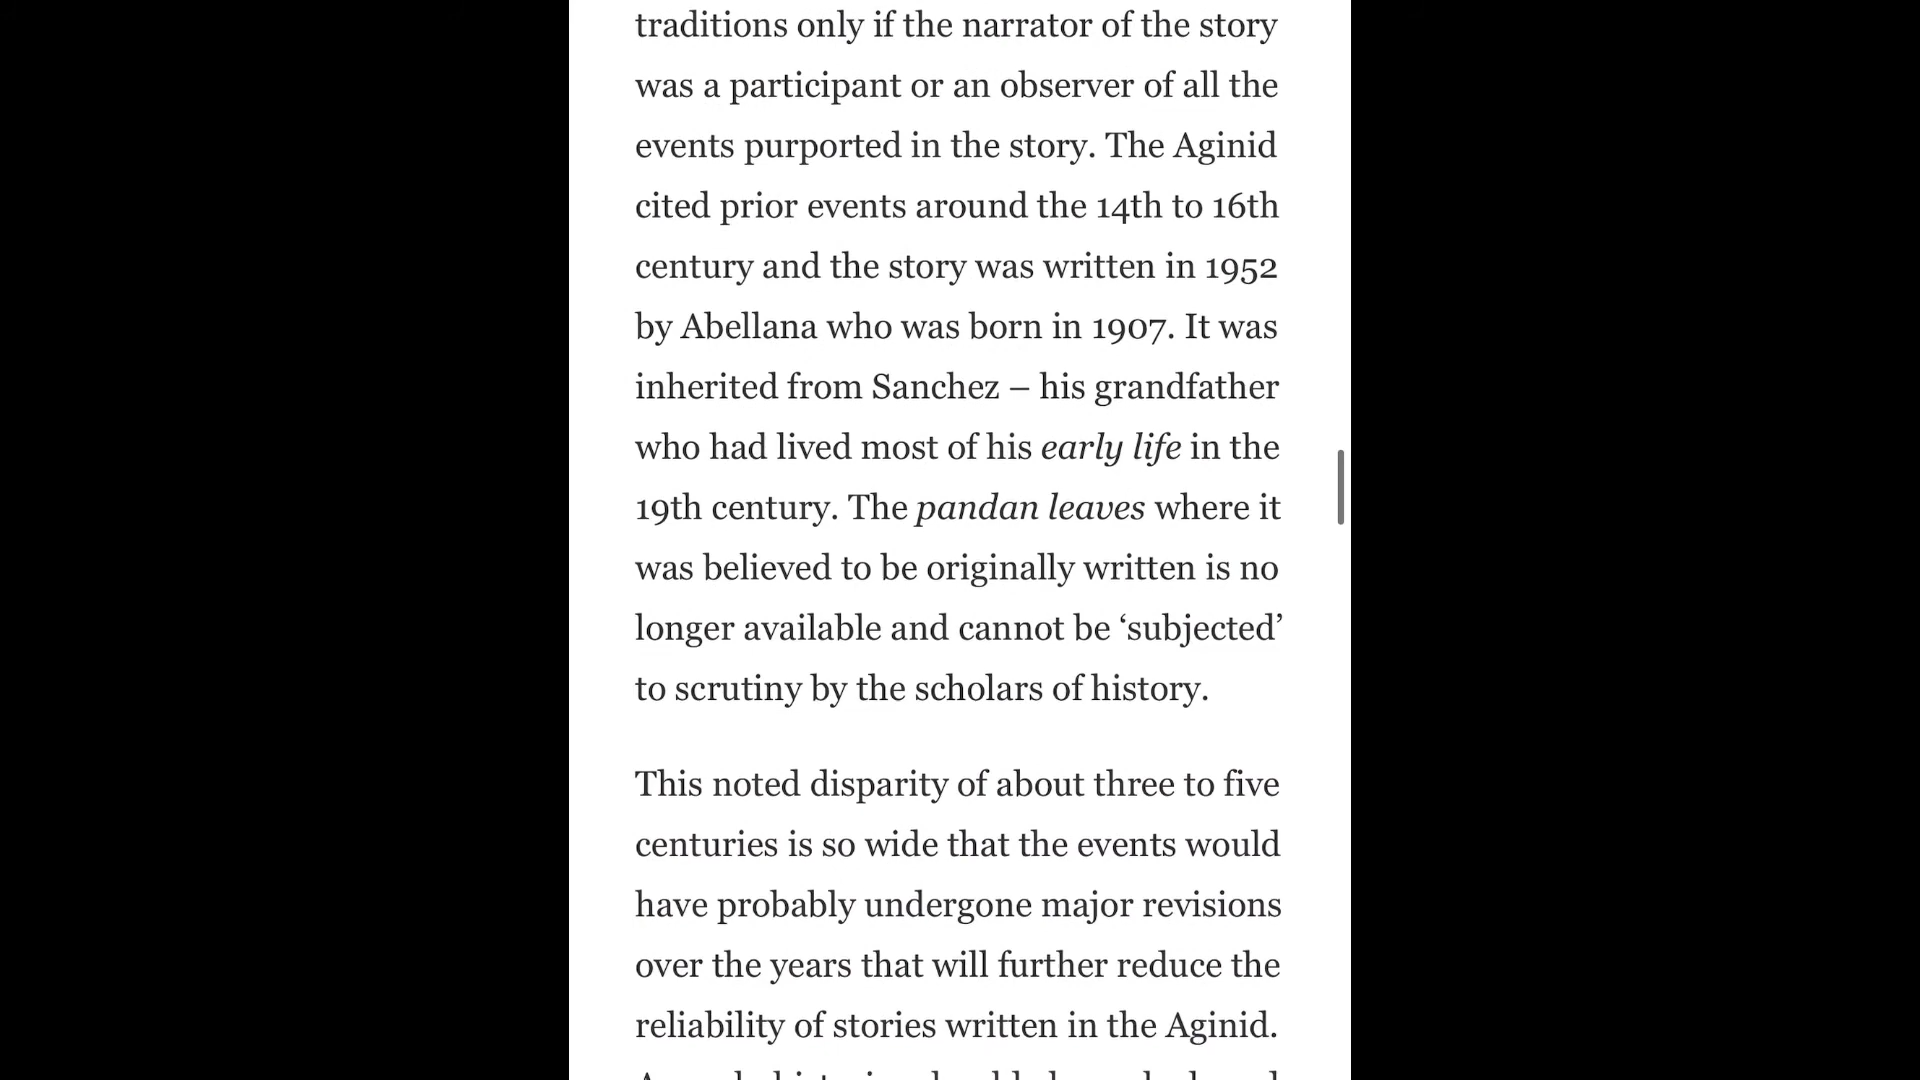 traditions only if the narrator of the story
was a participant or an observer of all the
events purported in the story. The Aginid
cited prior events around the 14th to 16th
century and the story was written in 1952
by Abellana who was born in 1907. It was
inherited from Sanchez – his grandfather
who had lived most of his early life in the
19th century. The pandan leaves where it
was believed to be originally written is no
longer available and cannot be ‘subjected’
to scrutiny by the scholars of history.
This noted disparity of about three to five
centuries is so wide that the events would
have probably undergone major revisions
over the years that will further reduce the
reliability of stories written in the Aginid.